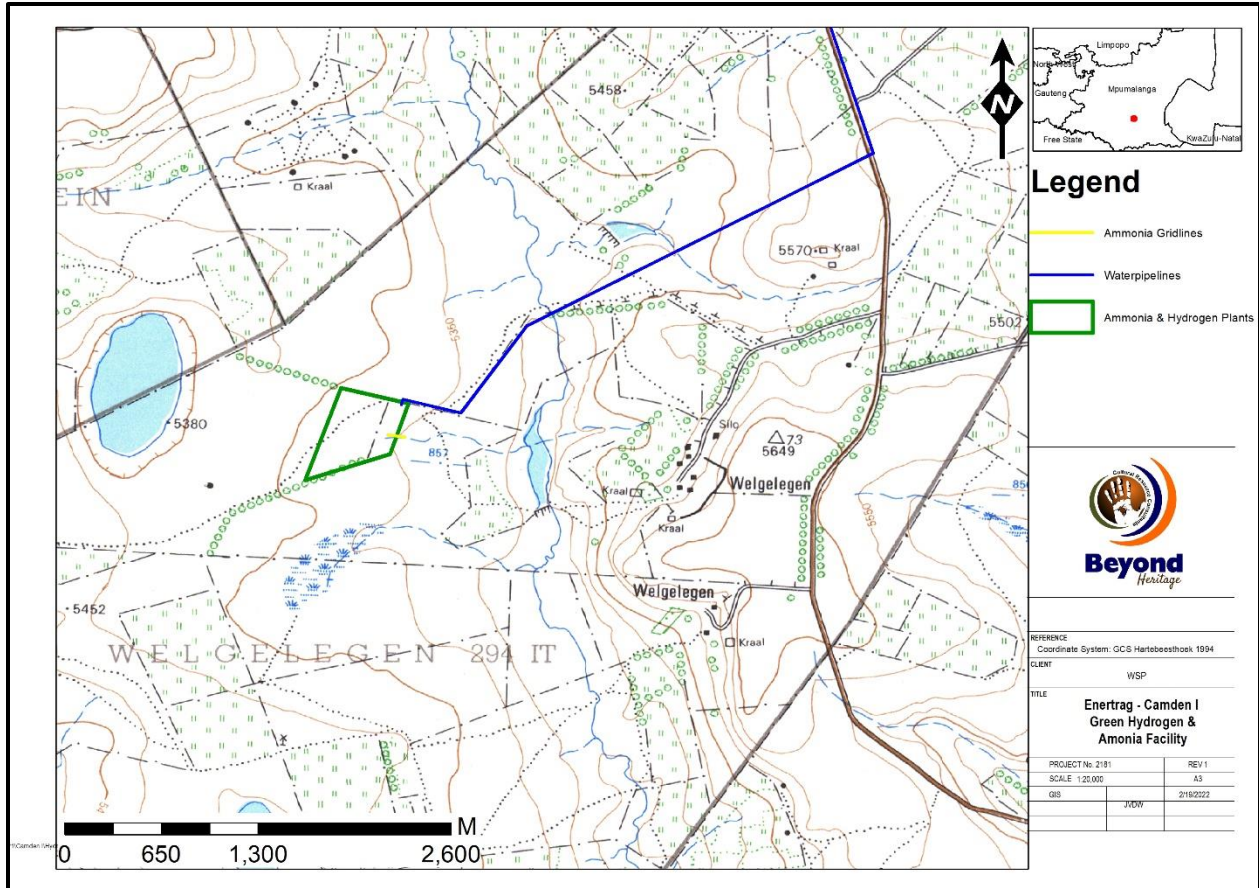 5458
Kraal
EIN
5570
Kraal
5360
5502
5380
Silo
73
5649
Welgelegen
Kraal
Kraal
5560
Welgelegen
5452
Kraal
WELGELEGEN 294 IT
M
0 650 1,300 2,600
N
Limpopo
North West
Gauteng
Mpumalanga
Free State
KwaZulu-Natal
Legend
Ammonia Gridlines
Waterpipelines
Ammonia & Hydrogen Plants
Beyond
Heritage
REFERENCE
Coordinate System: GCS Hartebeesthoek 1994
CLIENT
WSP
TITLE
Enertrag - Camden I
Green Hydrogen &
Amonia Facility
PROJECT No. 2181 REV 1
SCALE 1:20,000 A3
GIS 2/19/2022
JVDW